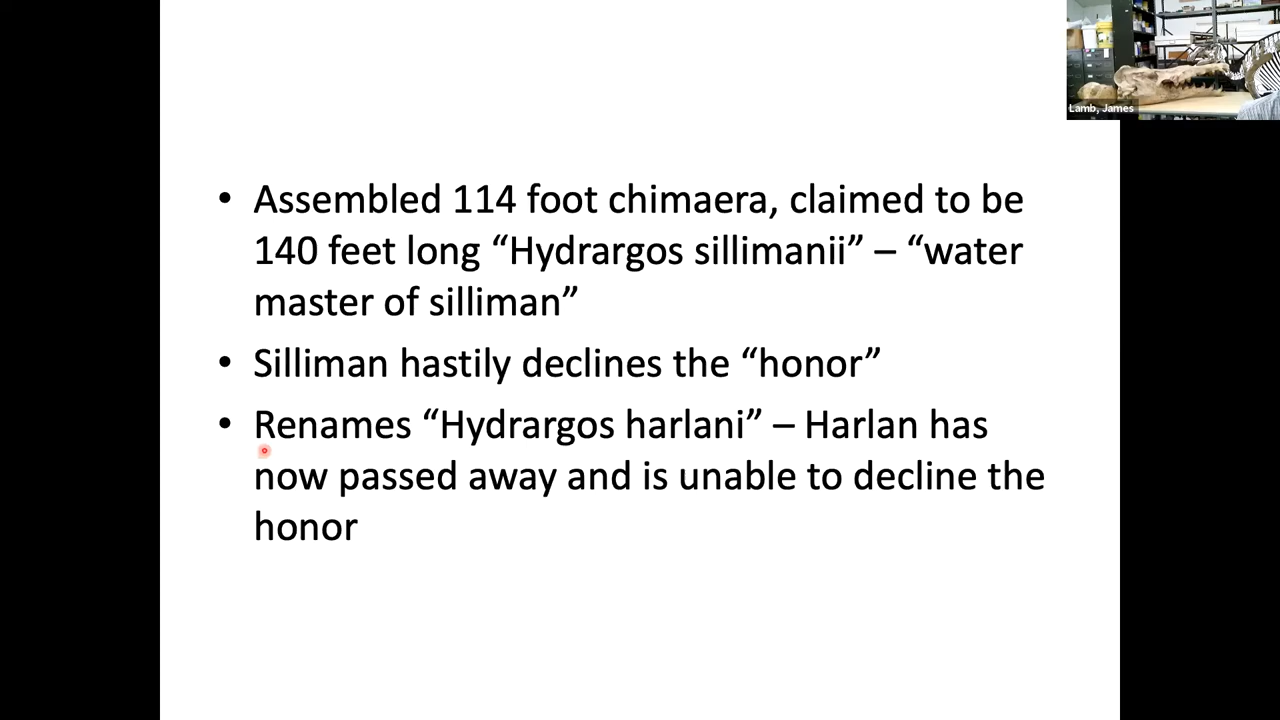 Lamb, James
• Assembled 114 foot chimaera, claimed to be
140 feet long “Hydrargos sillimanii” – “water
master of silliman”
• Silliman hastily declines the “honor”
• Renames “Hydrargos harlani” – Harlan has
now passed away and is unable to decline the
honor